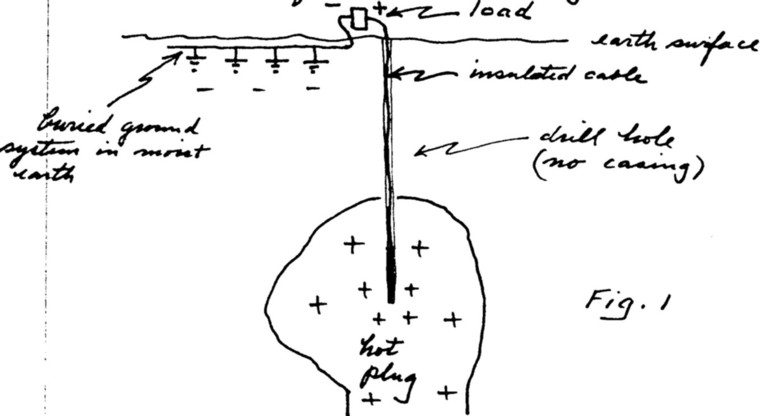 - + load
earth surface
insulated cable
buried ground
system in moist
earth
drill hole
(no casing)
+ +
+ + +
+ + +
Fig. 1
hot
plug
+ +
- - -